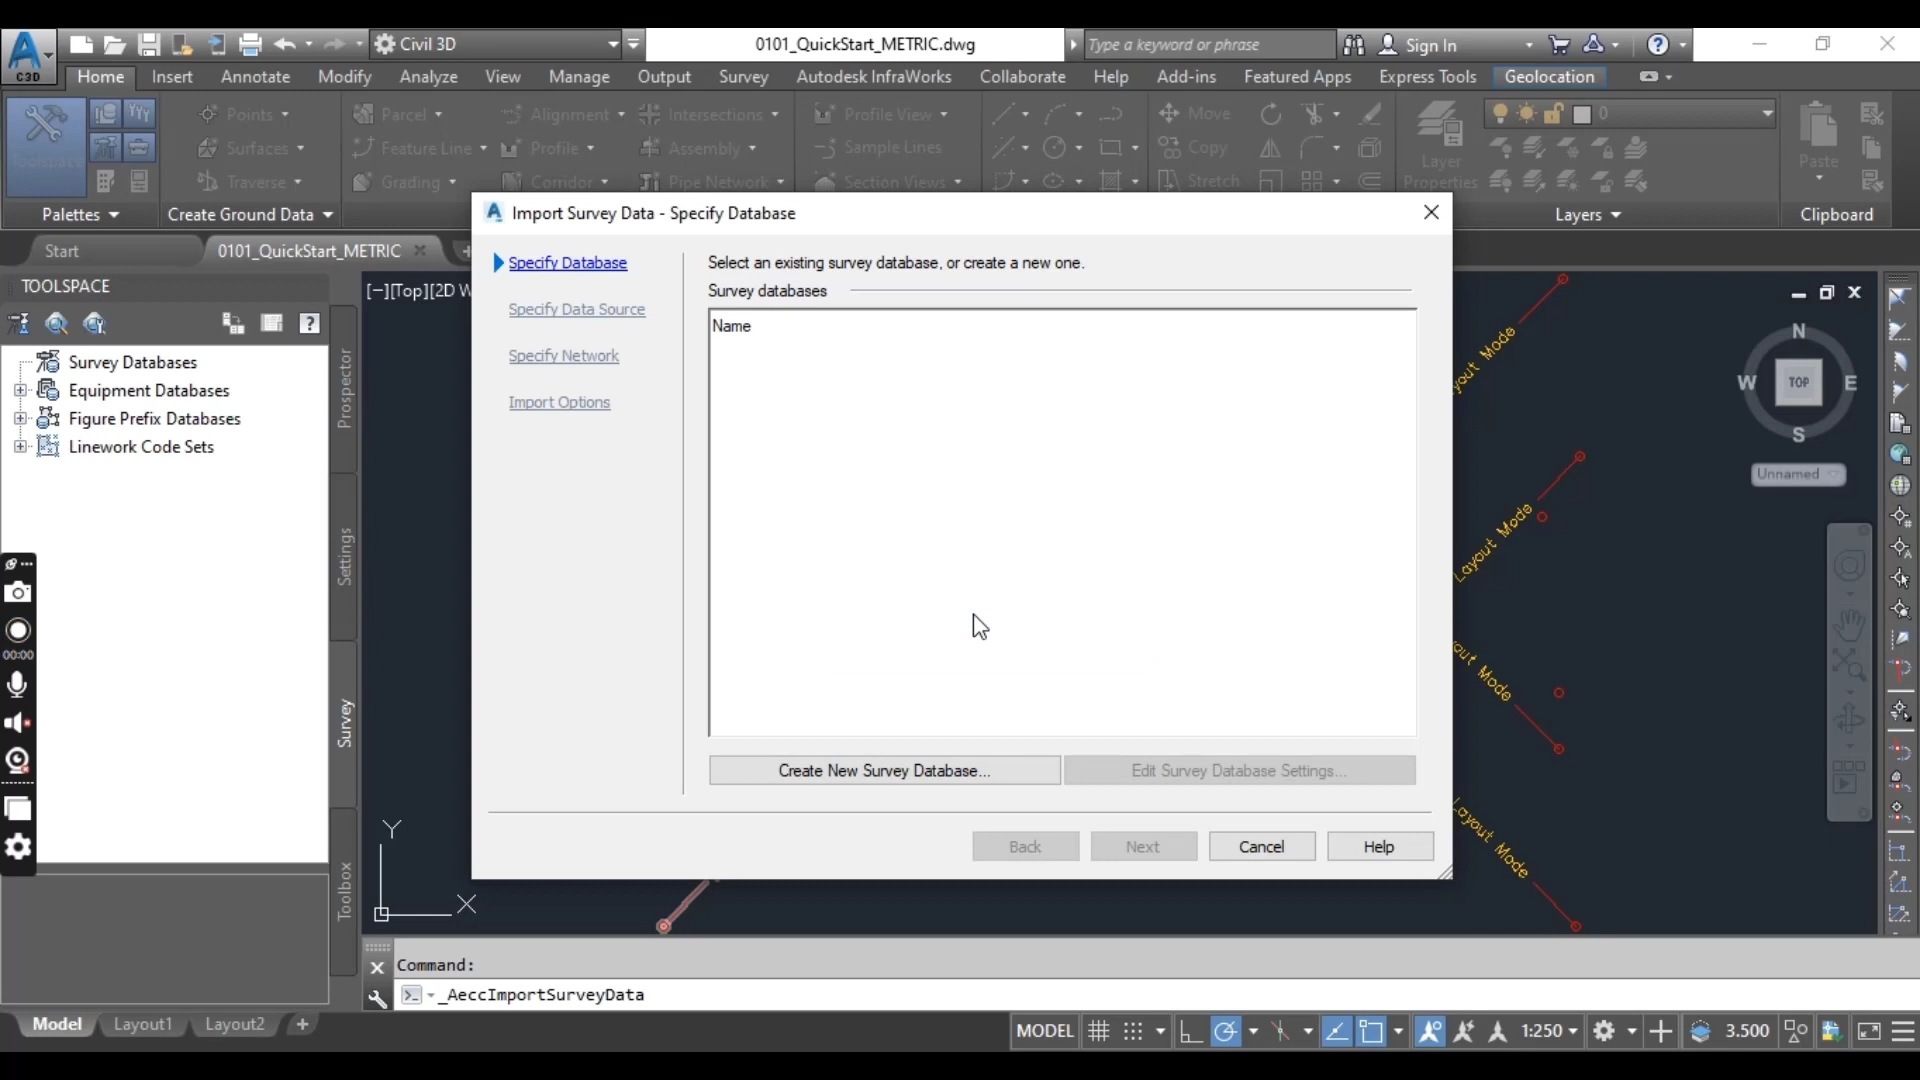 C3D
Civil 3D
0101_QuickStart_METRIC.dwg
Type a keyword or phrase
Sign In
Home Insert Annotate Modify Analyze View Manage Output Survey Autodesk InfraWorks Collaborate Help Add-ins Featured Apps Express Tools Geolocation
Points Parcel Alignment Intersections Profile View Move 0
Surfaces Feature Line Profile Assembly Sample Lines Copy Layer Paste
Traverse Grading Corridor Pipe Network Section Views Stretch Properties
Palettes Create Ground Data Layers Clipboard
Start 0101_QuickStart_METRIC
TOOLSPACE
Survey Databases
Equipment Databases
Figure Prefix Databases
Linework Code Sets
Prospector
Settings
Survey
Toolbox
00:00
[−][Top][2D W
Import Survey Data - Specify Database
Specify Database
Specify Data Source
Specify Network
Import Options
Select an existing survey database, or create a new one.
Survey databases
Name
Create New Survey Database... Edit Survey Database Settings...
Back Next Cancel Help
Layout Mode
Layout Mode
out Mode
Layout Mode
N
W TOP E
S
Unnamed
Y
X
Command:
_AeccImportSurveyData
Model Layout1 Layout2
MODEL 1:250 3.500